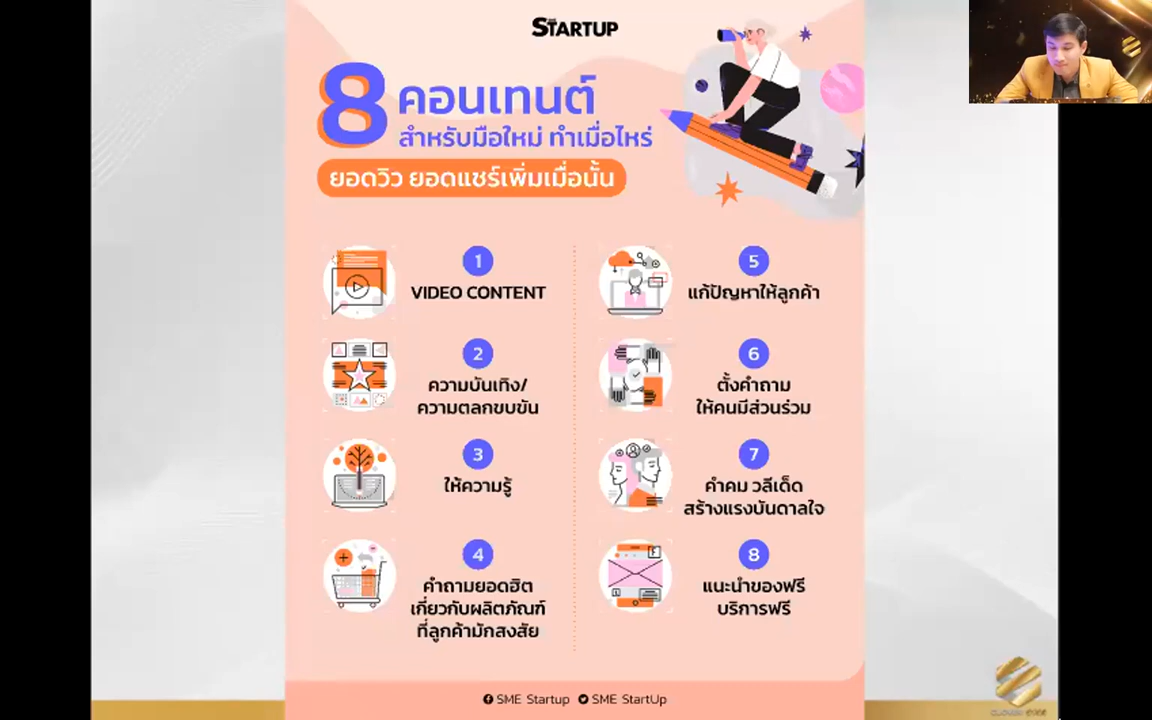 STARTUP
8 คอนเทนต์
สำหรับมือใหม่ ทำเมื่อไหร่
ยอดวิว ยอดแชร์เพิ่มเมื่อนั้น
1
VIDEO CONTENT
2
ความบันเทิง/
ความตลกขบขัน
3
ให้ความรู้
4
คำถามยอดฮิต
เกี่ยวกับผลิตภัณฑ์
ที่ลูกค้ามักสงสัย
5
แก้ปัญหาให้ลูกค้า
6
ตั้งคำถาม
ให้คนมีส่วนร่วม
7
คำคม วลีเด็ด
สร้างแรงบันดาลใจ
8
แนะนำของฟรี
บริการฟรี
SME Startup SME StartUp